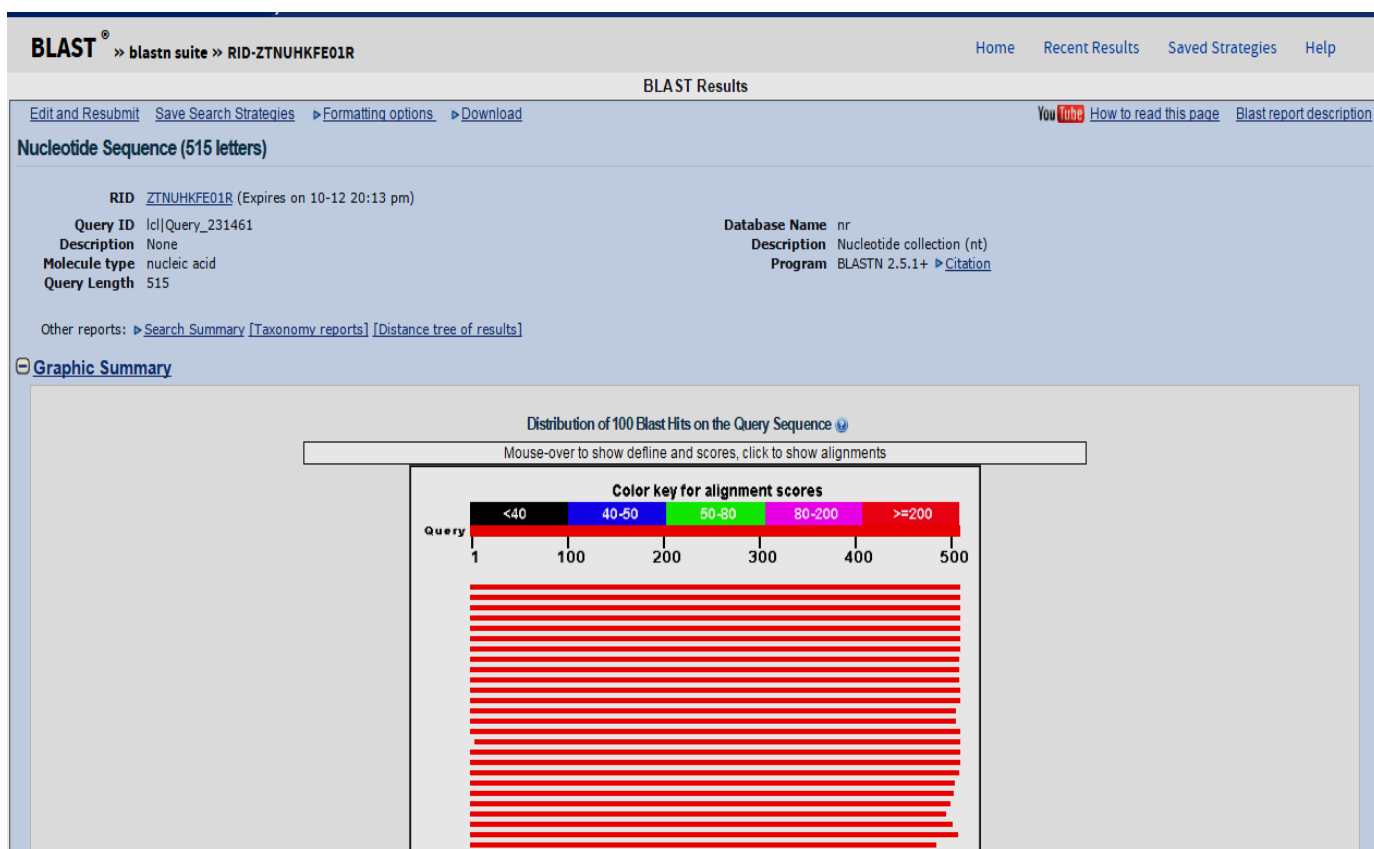 BLAST ® » blastn suite » RID-ZTNUHKFE01R Home Recent Results Saved Strategies Help
BLAST Results
Edit and Resubmit Save Search Strategies Formatting options Download YouTube How to read this page Blast report description
Nucleotide Sequence (515 letters)
RID ZTNUHKFE01R (Expires on 10-12 20:13 pm)
Query ID lcl|Query_231461 Database Name nr
Description None Description Nucleotide collection (nt)
Molecule type nucleic acid Program BLASTN 2.5.1+ Citation
Query Length 515
Other reports: Search Summary [Taxonomy reports] [Distance tree of results]
Graphic Summary
Distribution of 100 Blast Hits on the Query Sequence
Mouse-over to show defline and scores, click to show alignments
Color key for alignment scores
<40 40-50 50-80 80-200 >=200
Query
1 100 200 300 400 500